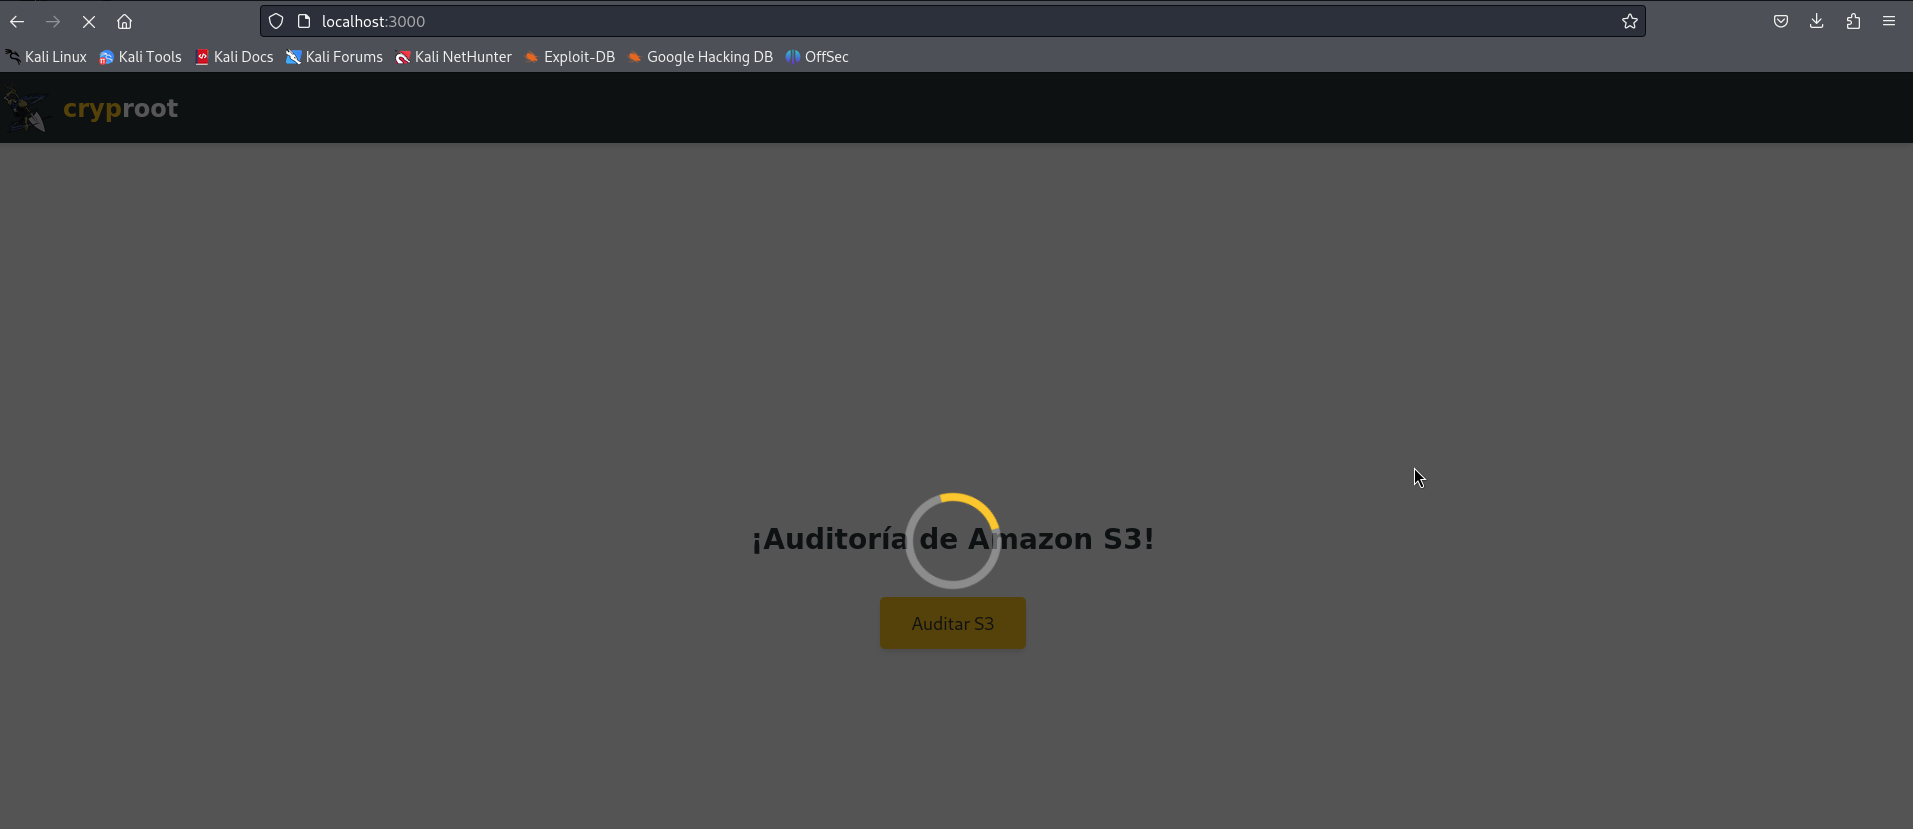 localhost:3000
Kali Linux Kali Tools Kali Docs Kali Forums Kali NetHunter Exploit-DB Google Hacking DB OffSec
cryproot
¡Auditoría de Amazon S3!
Auditar S3